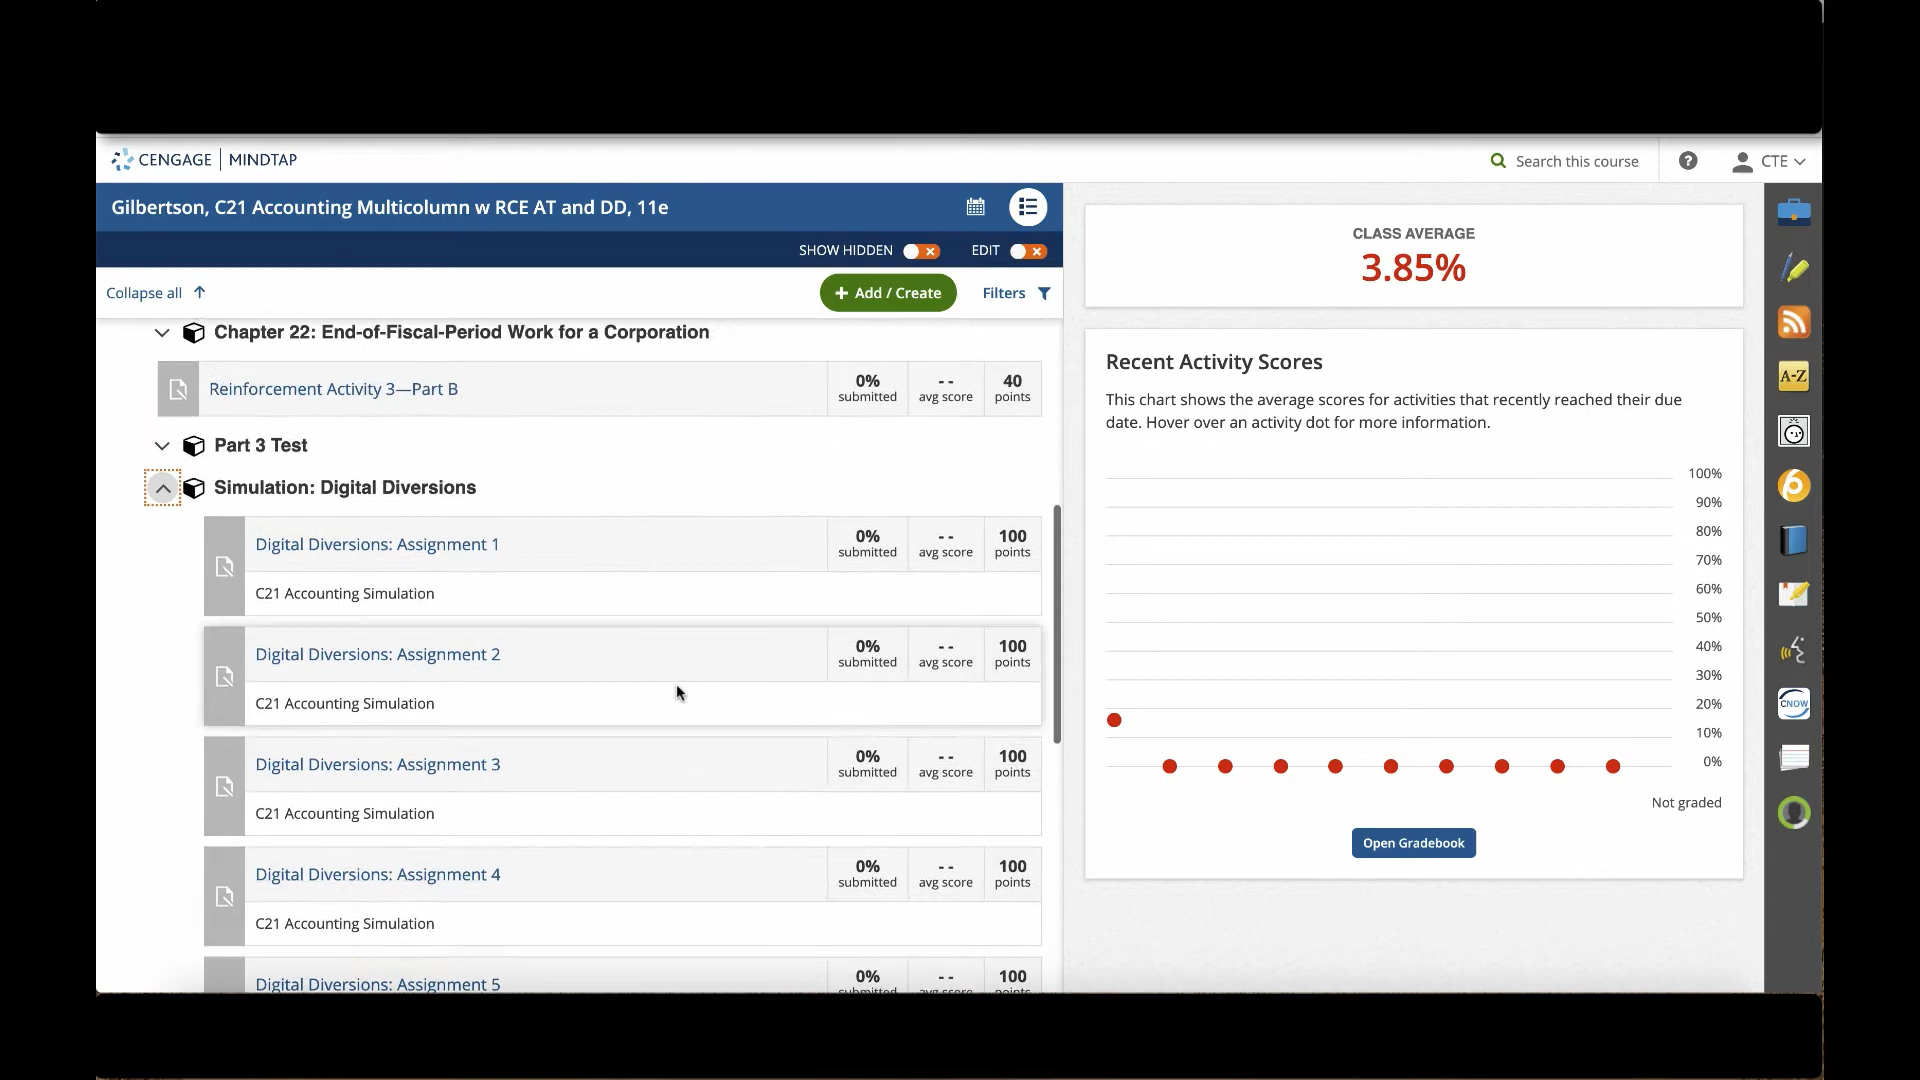 CENGAGE | MINDTAP
Search this course
CTE
Gilbertson, C21 Accounting Multicolumn w RCE AT and DD, 11e
SHOW HIDDEN
EDIT
Collapse all
+ Add / Create
Filters
Chapter 22: End-of-Fiscal-Period Work for a Corporation
Reinforcement Activity 3—Part B
0% submitted
- - avg score
40 points
Part 3 Test
Simulation: Digital Diversions
Digital Diversions: Assignment 1
0% submitted
- - avg score
100 points
C21 Accounting Simulation
Digital Diversions: Assignment 2
0% submitted
- - avg score
100 points
C21 Accounting Simulation
Digital Diversions: Assignment 3
0% submitted
- - avg score
100 points
C21 Accounting Simulation
Digital Diversions: Assignment 4
0% submitted
- - avg score
100 points
C21 Accounting Simulation
Digital Diversions: Assignment 5
0% submitted
- - avg score
100 points
CLASS AVERAGE
3.85%
Recent Activity Scores
This chart shows the average scores for activities that recently reached their due
date. Hover over an activity dot for more information.
100%
90%
80%
70%
60%
50%
40%
30%
20%
10%
0%
Not graded
Open Gradebook
A-Z
CNOW